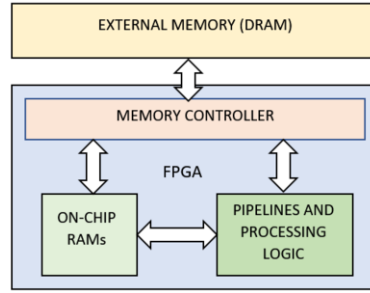 EXTERNAL MEMORY (DRAM)
MEMORY CONTROLLER
FPGA
ON-CHIP
RAMs
PIPELINES AND
PROCESSING
LOGIC